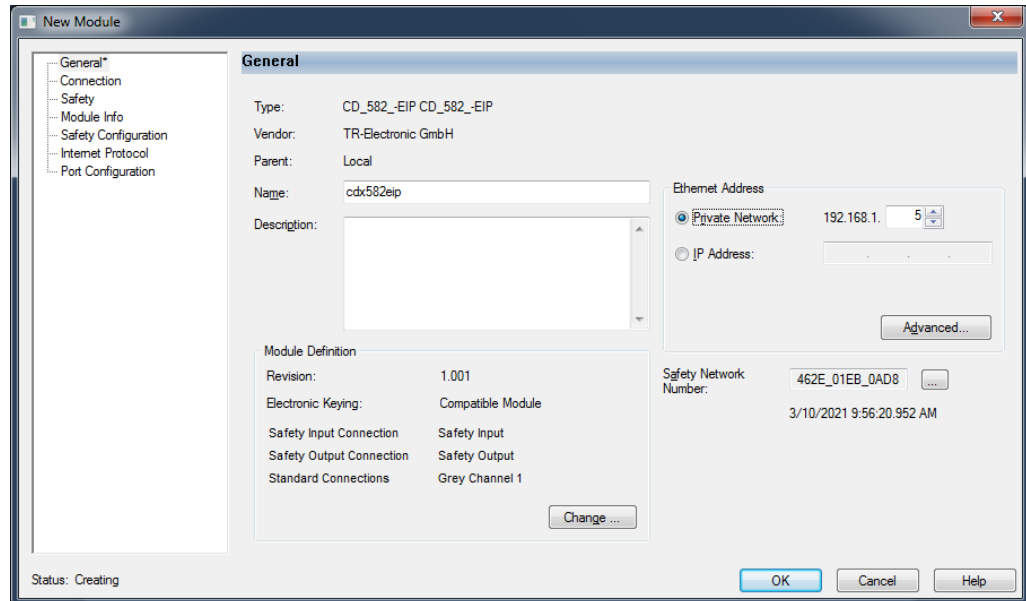 New Module
General*
Connection
Safety
Module Info
Safety Configuration
Internet Protocol
Port Configuration
General
Type: CD_582_-EIP CD_582_-EIP
Vendor: TR-Electronic GmbH
Parent: Local
Name: cdx582eip
Description:
Ethernet Address
Private Network: 192.168.1. 5
IP Address: . . .
Advanced...
Module Definition
Revision: 1.001
Electronic Keying: Compatible Module
Safety Input Connection Safety Input
Safety Output Connection Safety Output
Standard Connections Grey Channel 1
Change ...
Safety Network
Number: 462E_01EB_0AD8 ...
3/10/2021 9:56:20.952 AM
Status: Creating
OK Cancel Help